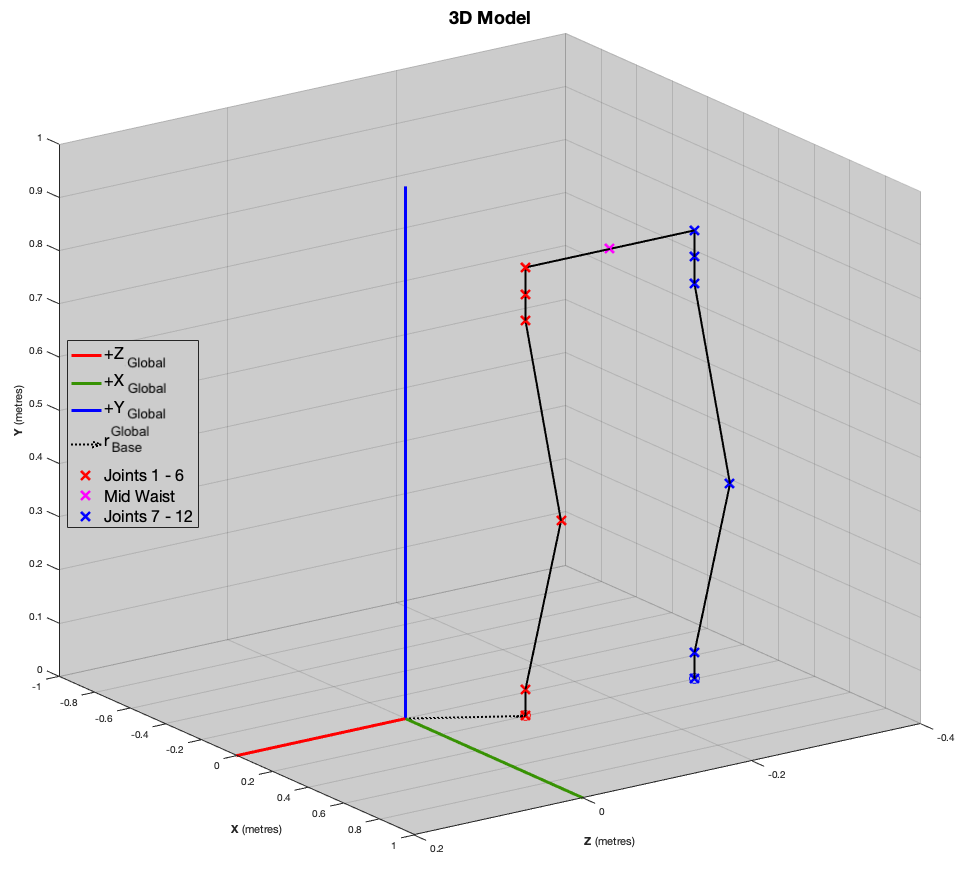 3D Model
1
0.9
0.8
0.7
0.6
0.5
0.4
0.3
0.2
0.1
0
Y (metres)
+Z Global
+X Global
+Y Global
r Global Base
Joints 1 - 6
Mid Waist
Joints 7 - 12
-1
-0.8
-0.6
-0.4
-0.2
0
0.2
0.4
0.6
0.8
1
X (metres)
0.2
0
-0.2
-0.4
Z (metres)